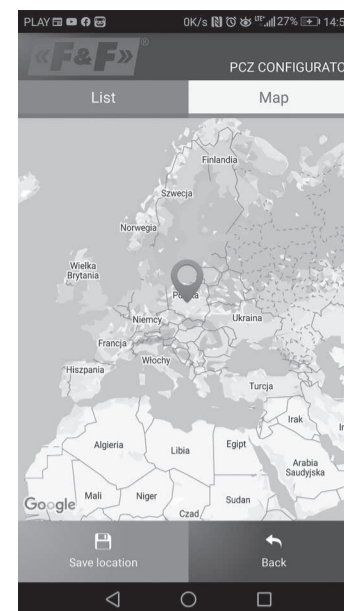 PLAY 0K/s LTE+ 27% 14:5
«F&F»®
PCZ CONFIGURATO
List Map
Finlandia
Szwecja
Norwegia
Wielka
Brytania
Niemcy Ukraina
Francja
Włochy
Hiszpania
Turcja
Irak
Algieria Libia Egipt
Arabia
Saudyjska
Mali Niger Sudan
Google
Czad
Save location Back